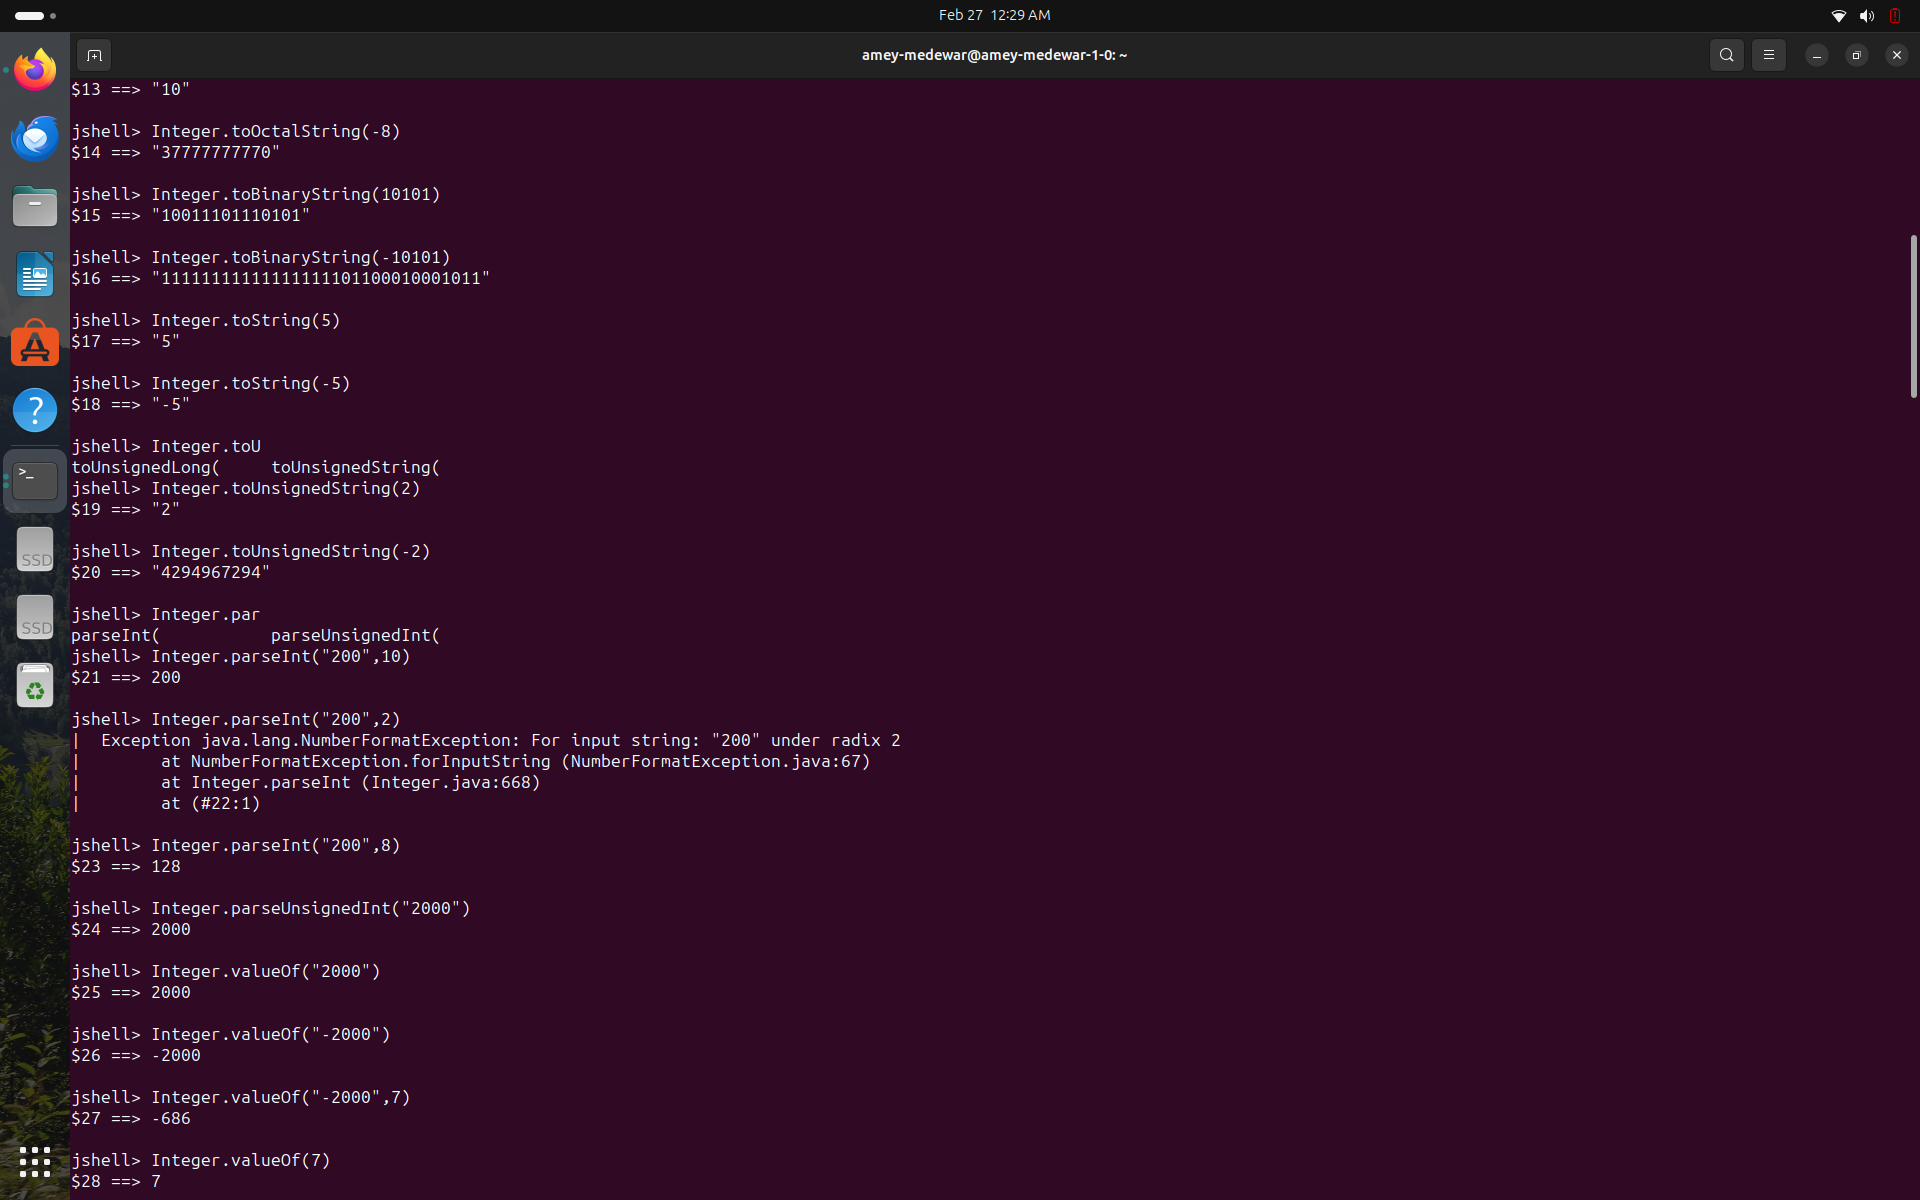 Feb 27 12:29 AM
amey-medewar@amey-medewar-1-0: ~
$13 ==> "10"
jshell> Integer.toOctalString(-8)
$14 ==> "37777777770"
jshell> Integer.toBinaryString(10101)
$15 ==> "10011101110101"
jshell> Integer.toBinaryString(-10101)
$16 ==> "11111111111111111101100010001011"
jshell> Integer.toString(5)
$17 ==> "5"
jshell> Integer.toString(-5)
$18 ==> "-5"
jshell> Integer.toU
toUnsignedLong(     toUnsignedString(
jshell> Integer.toUnsignedString(2)
$19 ==> "2"
jshell> Integer.toUnsignedString(-2)
$20 ==> "4294967294"
jshell> Integer.par
parseInt(           parseUnsignedInt(
jshell> Integer.parseInt("200",10)
$21 ==> 200
jshell> Integer.parseInt("200",2)
|  Exception java.lang.NumberFormatException: For input string: "200" under radix 2
|        at NumberFormatException.forInputString (NumberFormatException.java:67)
|        at Integer.parseInt (Integer.java:668)
|        at (#22:1)
jshell> Integer.parseInt("200",8)
$23 ==> 128
jshell> Integer.parseUnsignedInt("2000")
$24 ==> 2000
jshell> Integer.valueOf("2000")
$25 ==> 2000
jshell> Integer.valueOf("-2000")
$26 ==> -2000
jshell> Integer.valueOf("-2000",7)
$27 ==> -686
jshell> Integer.valueOf(7)
$28 ==> 7
SSD
SSD